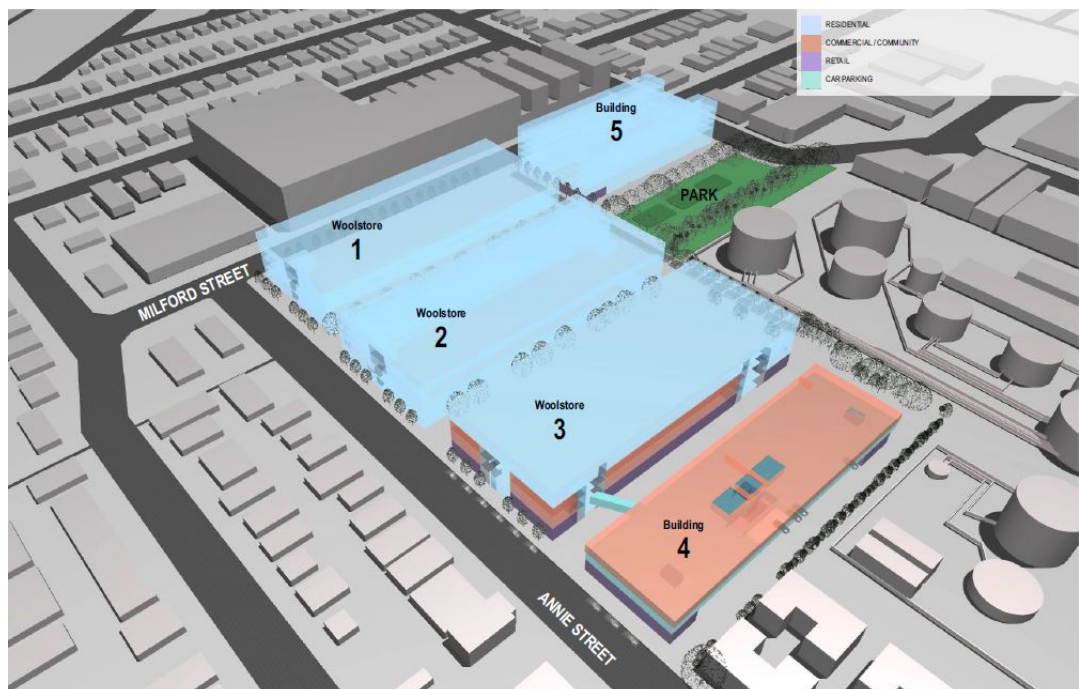 RESIDENTIAL
COMMERCIAL / COMMUNITY
RETAIL
CAR PARKING
Building
5
PARK
Woolstore
1
MILFORD STREET
Woolstore
2
Woolstore
3
Building
4
ANNIE STREET